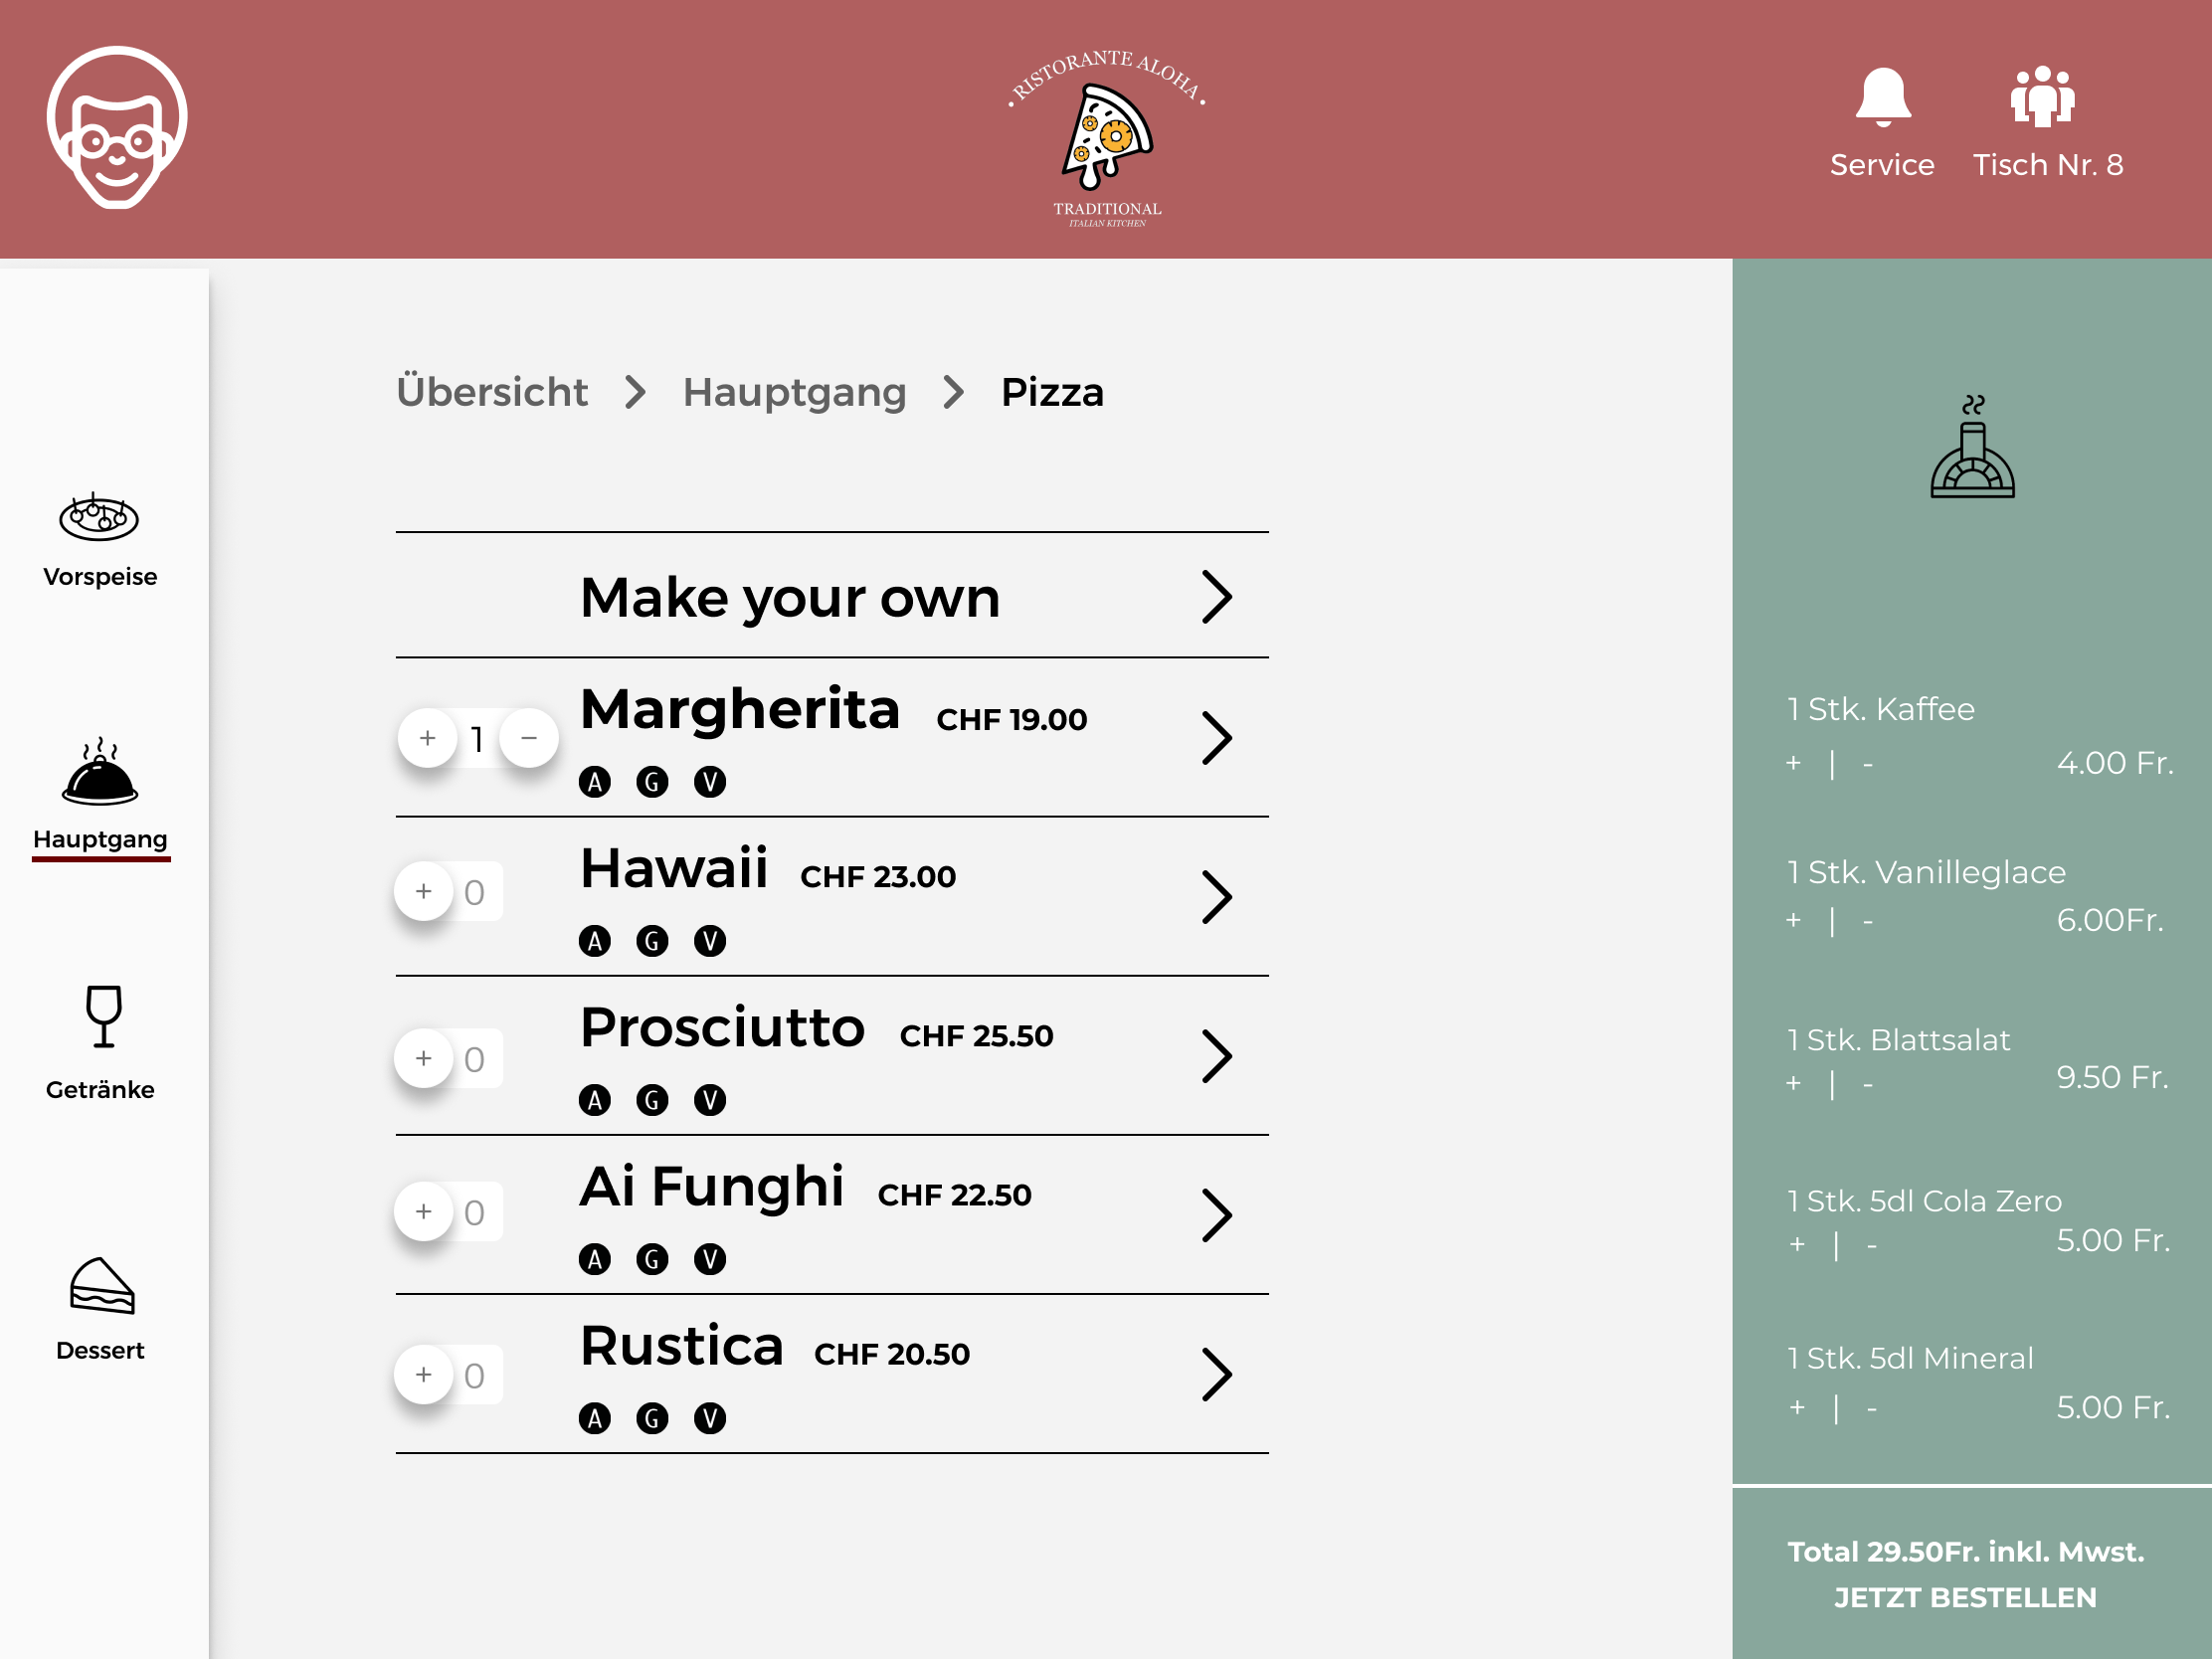 • RISTORANTE ALOHA •
TRADITIONAL
ITALIAN KITCHEN
Service
Tisch Nr. 8
Vorspeise
Hauptgang
Getränke
Dessert
Übersicht > Hauptgang > Pizza
Make your own
+ 1 −
Margherita CHF 19.00
A G V
+ 0
Hawaii CHF 23.00
A G V
+ 0
Prosciutto CHF 25.50
A G V
+ 0
Ai Funghi CHF 22.50
A G V
+ 0
Rustica CHF 20.50
A G V
1 Stk. Kaffee
+ | - 4.00 Fr.
1 Stk. Vanilleglace
+ | - 6.00Fr.
1 Stk. Blattsalat
+ | - 9.50 Fr.
1 Stk. 5dl Cola Zero
+ | - 5.00 Fr.
1 Stk. 5dl Mineral
+ | - 5.00 Fr.
Total 29.50Fr. inkl. Mwst.
JETZT BESTELLEN